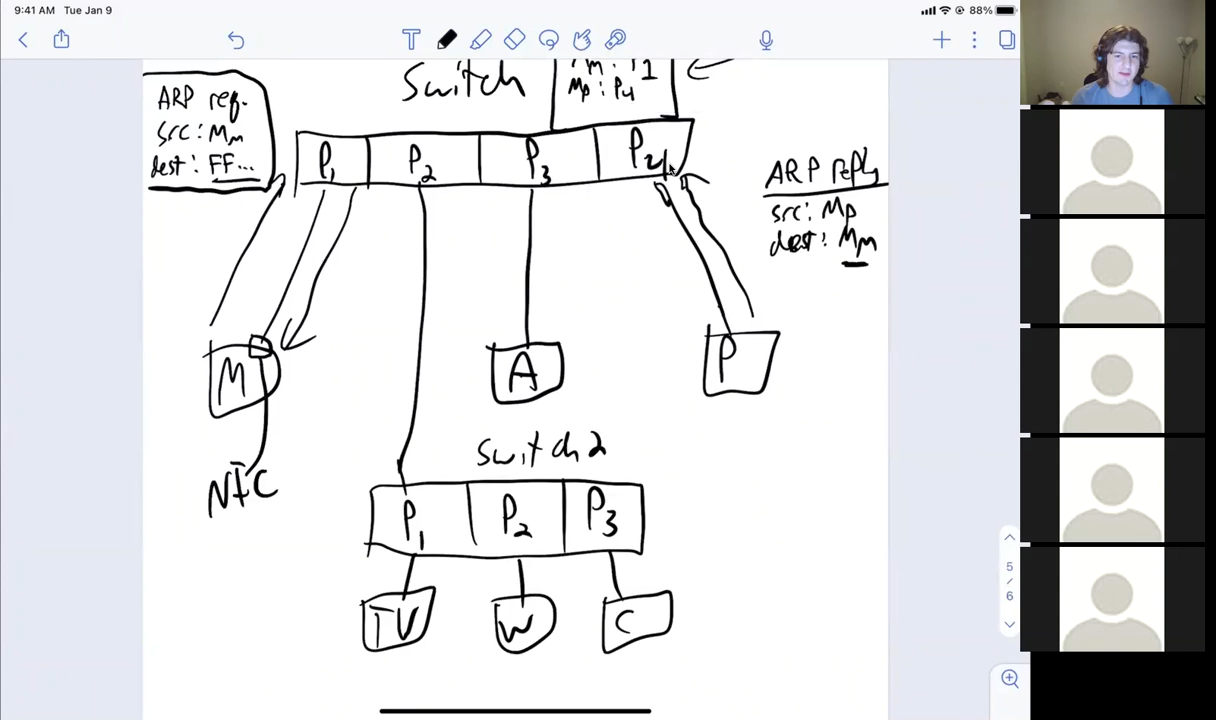 9:41 AM Tue Jan 9
88%
Switch
Mp : P4
ARP req.
src : Mm
dest : FF...
P1 P2 P3 P4
ARP reply
src : Mp
dest : Mm
M
A
P
NIC
Switch 2
P1 P2 P3
TV
W
C
5
/
6